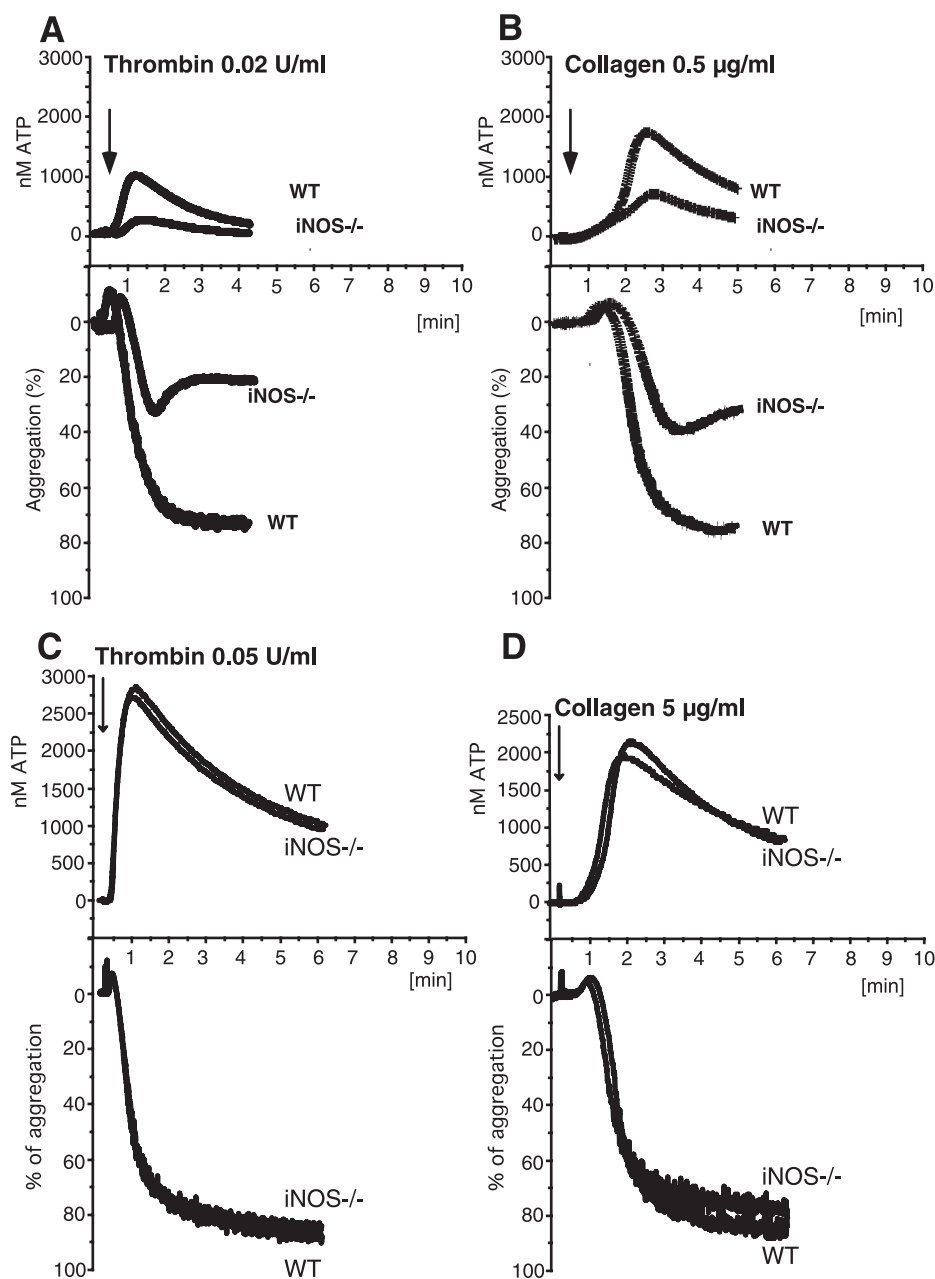 A
Thrombin 0.02 U/ml
3000
2000
1000
0
nM ATP
WT
iNOS-/-
1 2 3 4 5 6 7 8 9 10
[min]
0
20
40
60
80
100
Aggregation (%)
iNOS-/-
WT
B
Collagen 0.5 µg/ml
3000
2000
1000
0
nM ATP
WT
iNOS-/-
1 2 3 4 5 6 7 8 9 10
[min]
0
20
40
60
80
100
Aggregation (%)
iNOS-/-
WT
C
Thrombin 0.05 U/ml
3000
2500
2000
1500
1000
500
0
nM ATP
WT
iNOS-/-
1 2 3 4 5 6 7 8 9 10
[min]
0
20
40
60
80
100
% of aggregation
iNOS-/-
WT
D
Collagen 5 µg/ml
2500
2000
1500
1000
500
0
nM ATP
WT
iNOS-/-
1 2 3 4 5 6 7 8 9 10
[min]
0
20
40
60
80
100
% of aggregation
iNOS-/-
WT